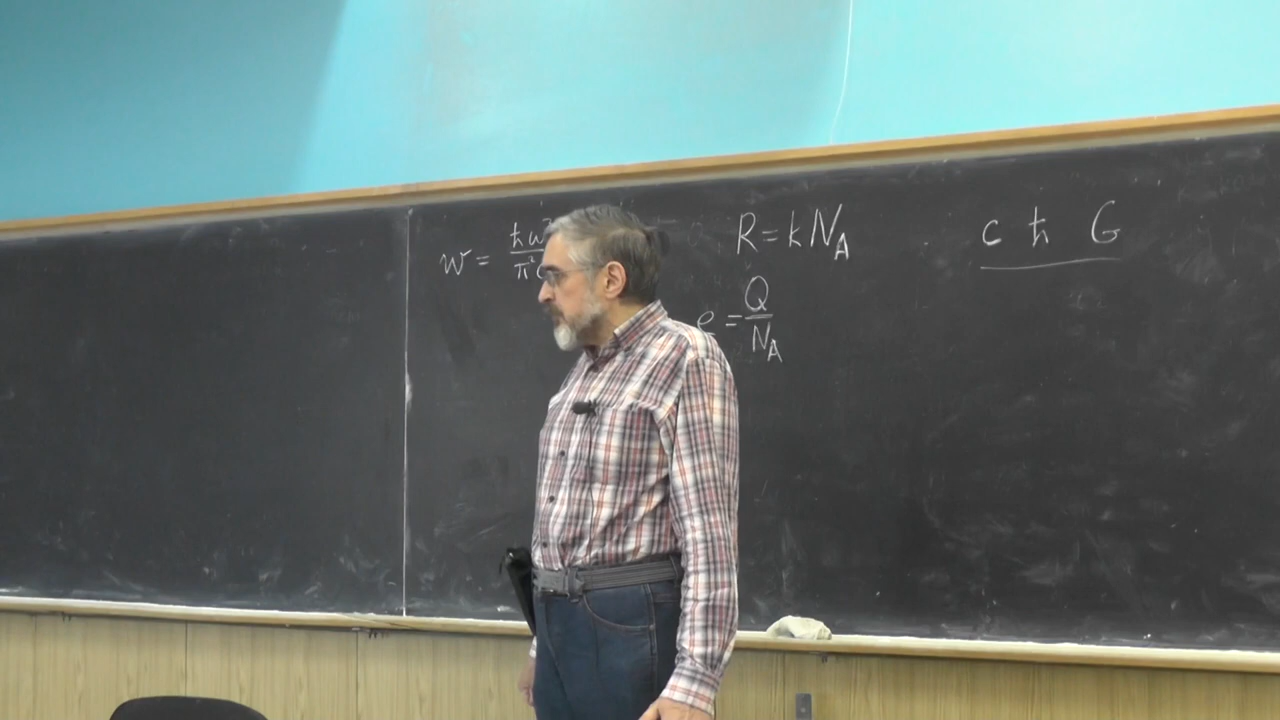 w = ħω
π²
R = kN_A
e = Q/N_A
c ħ G